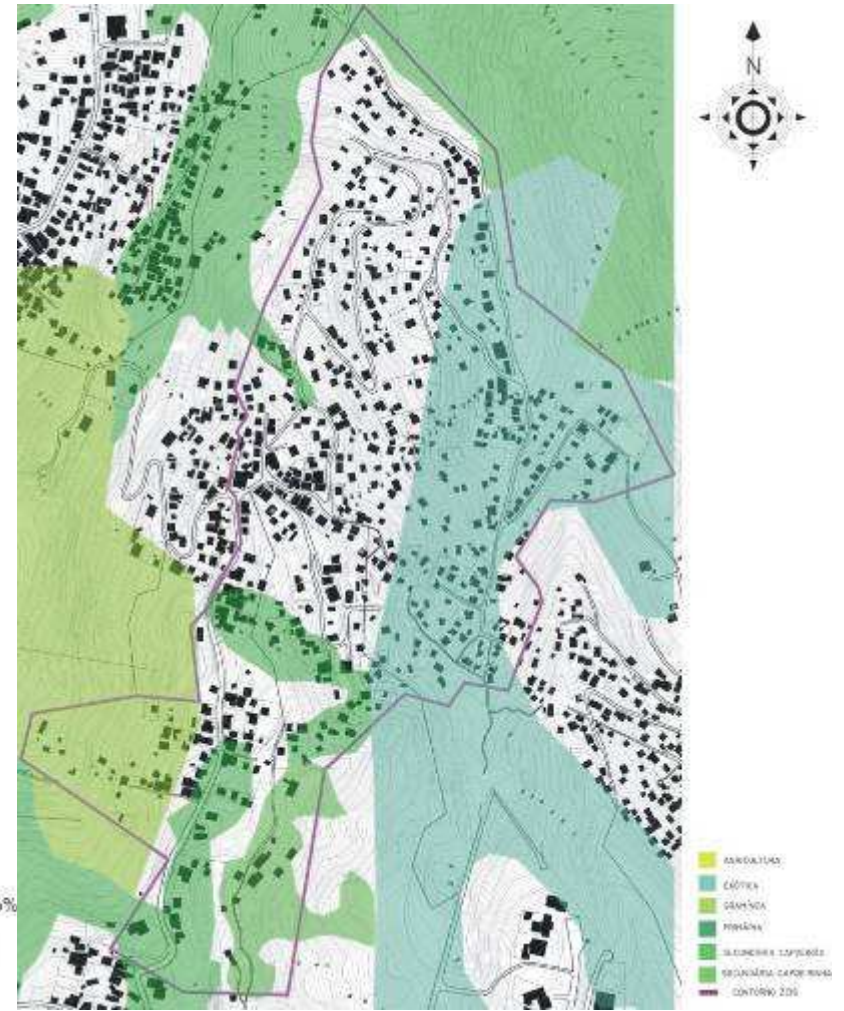 N
%
AGRICULTURA
EXÓTICA
GRAMÍNEA
PRIMÁRIA
SECUNDÁRIA CAPOEIRÃO
SECUNDÁRIA CAPOEIRINHA
CONTORNO ZEIS